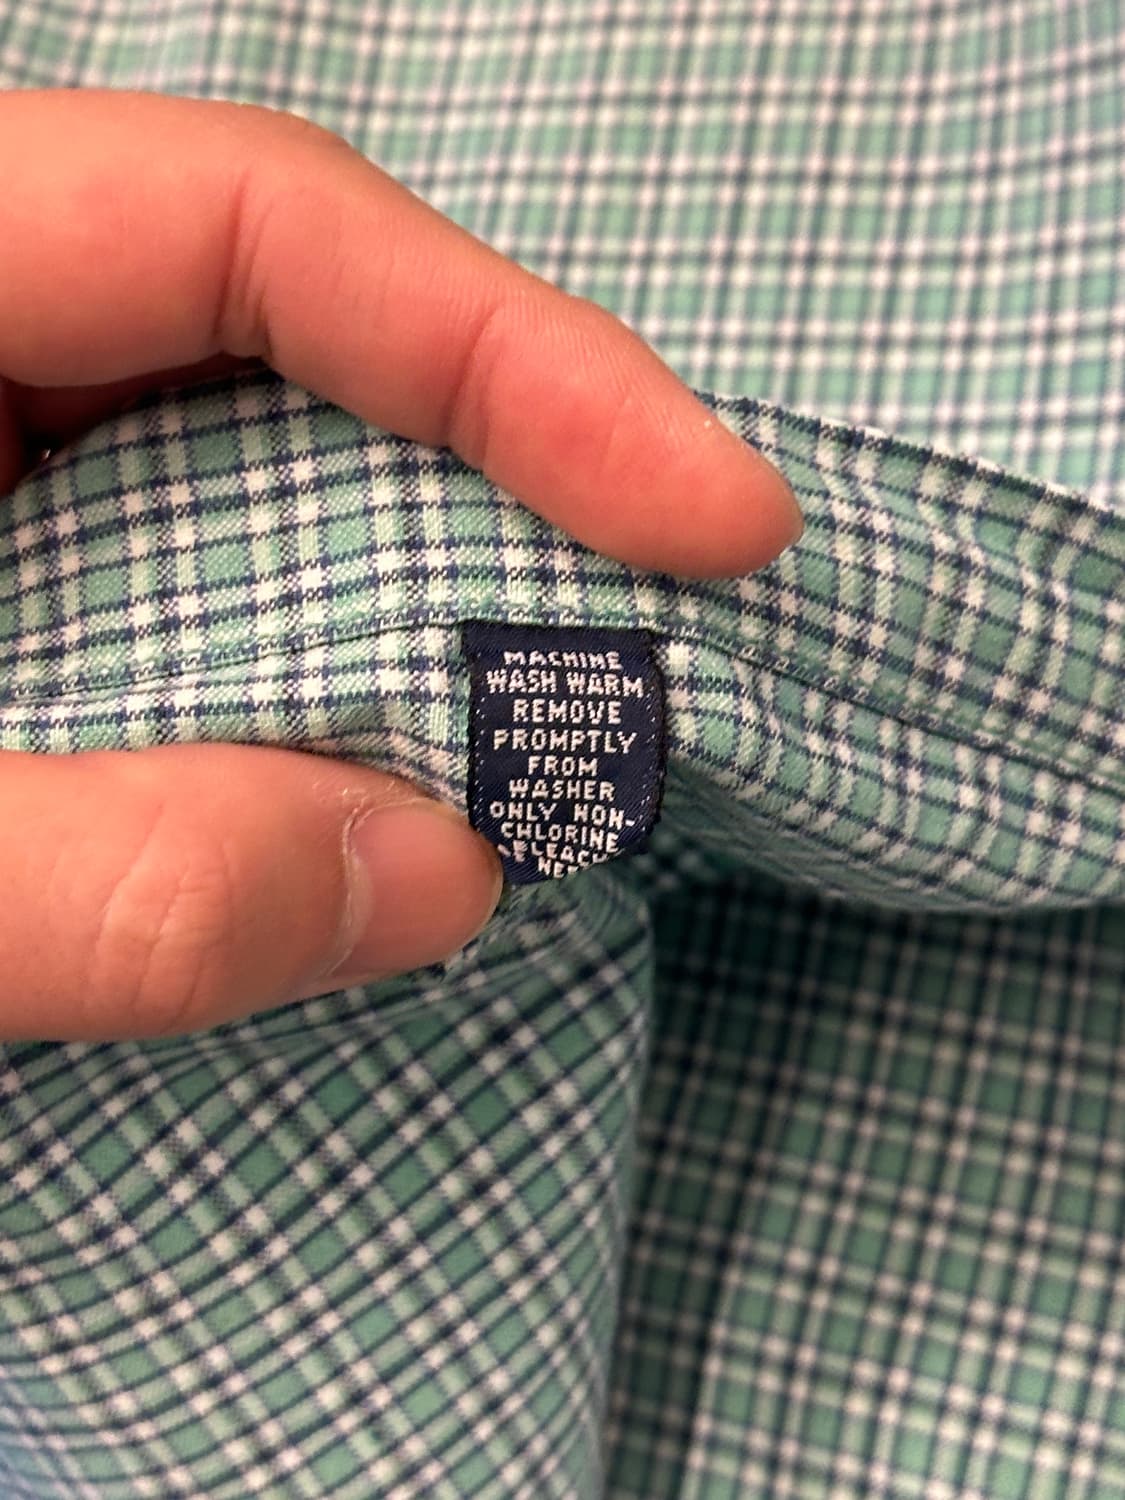 MACHINE
WASH WARM
REMOVE
PROMPTLY
FROM
WASHER
ONLY NON-
CHLORINE
BLEACH